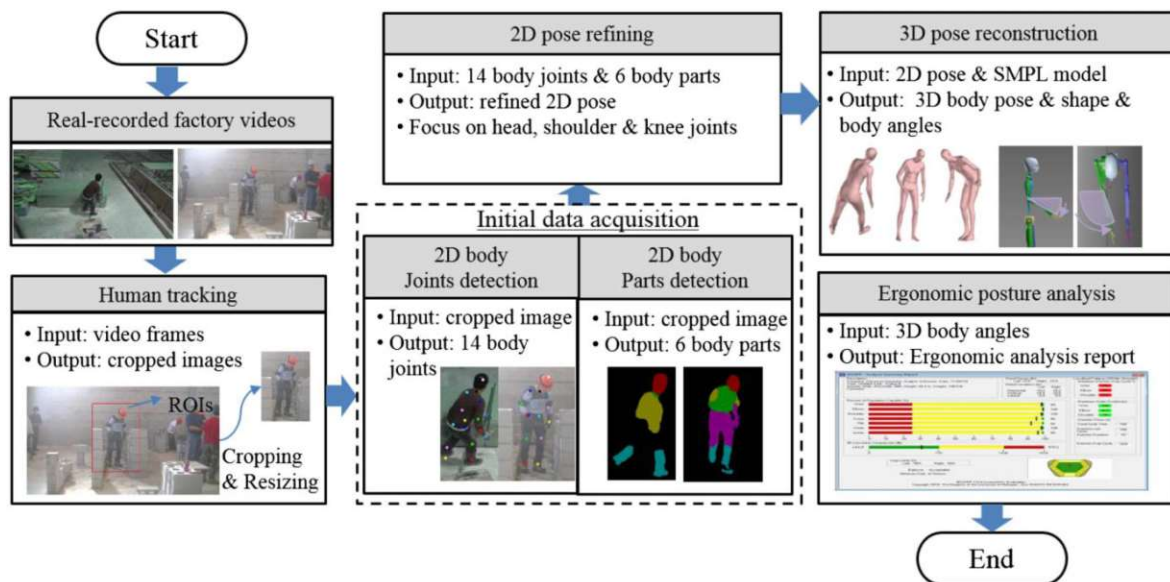 Start
Real-recorded factory videos
Human tracking
• Input: video frames
• Output: cropped images
ROIs
Cropping
& Resizing
Initial data acquisition
2D body
Joints detection
• Input: cropped image
• Output: 14 body
joints
2D body
Parts detection
• Input: cropped image
• Output: 6 body parts
2D pose refining
• Input: 14 body joints & 6 body parts
• Output: refined 2D pose
• Focus on head, shoulder & knee joints
3D pose reconstruction
• Input: 2D pose & SMPL model
• Output: 3D body pose & shape &
body angles
Ergonomic posture analysis
• Input: 3D body angles
• Output: Ergonomic analysis report
End